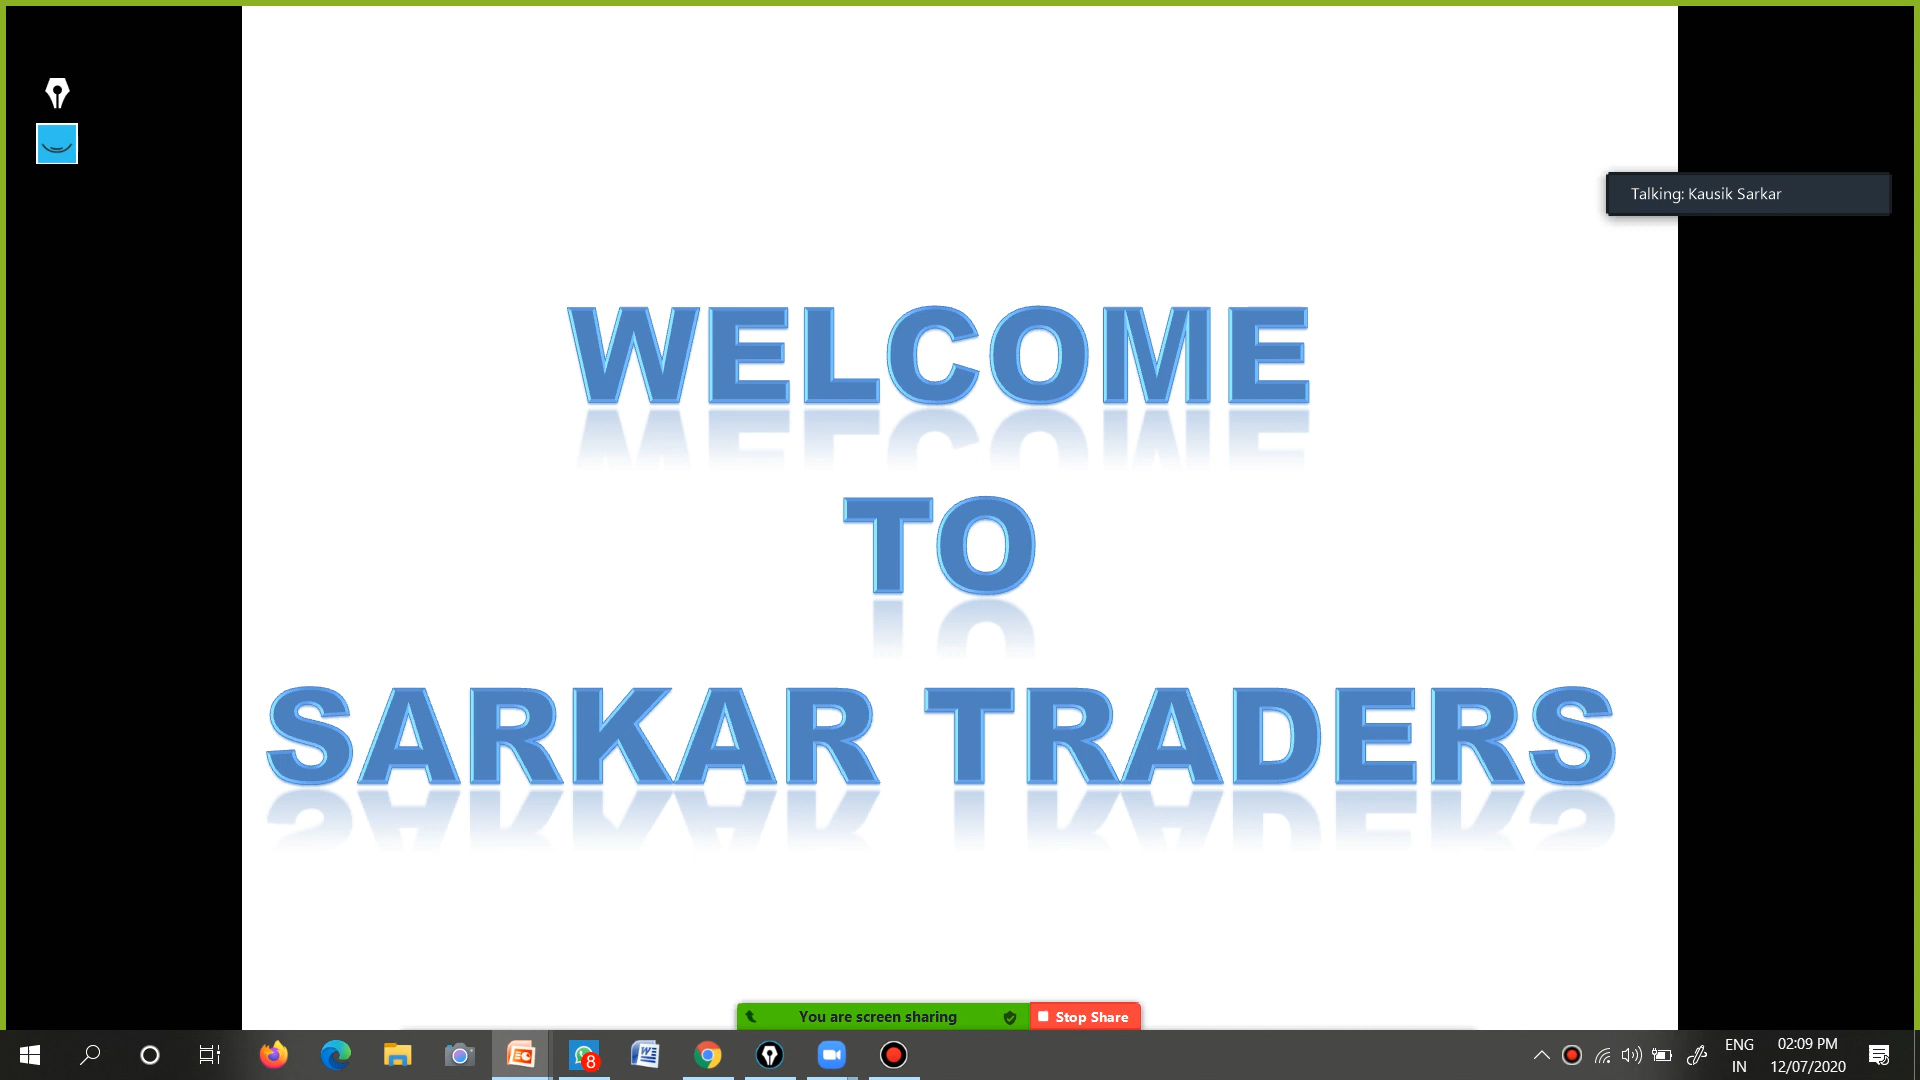 Talking: Kausik Sarkar
WELCOME
TO
SARKAR TRADERS
You are screen sharing
Stop Share
8
ENG
IN
02:09 PM
12/07/2020